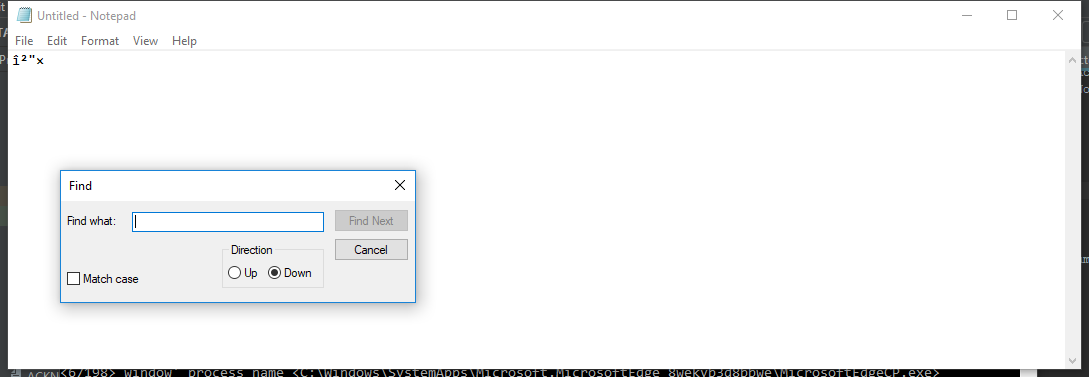 Untitled - Notepad
File Edit Format View Help
î²"x
Find
Find what:
Find Next
Direction
Cancel
Up Down
Match case
ACKN
<6/198> window' process name <C:\Windows\SystemApps\Microsoft.MicrosoftEdge_8wekyb3d8bbwe\MicrosoftEdgeCP.exe>